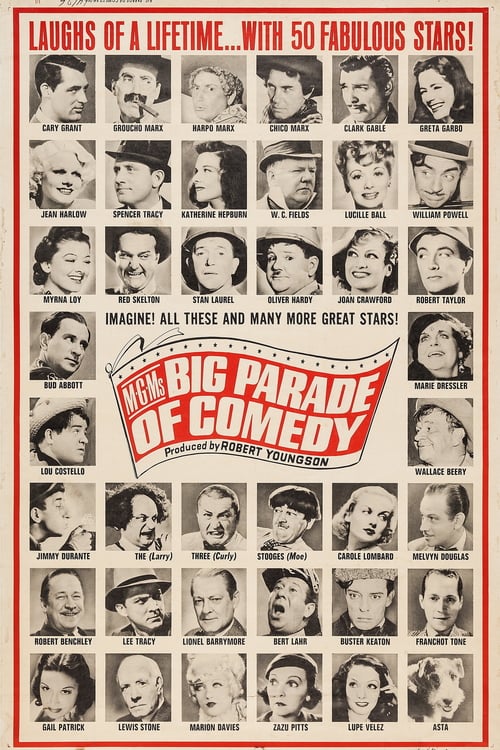 LAUGHS OF A LIFETIME...WITH 50 FABULOUS STARS!
CARY GRANT GROUCHO MARX HARPO MARX CHICO MARX CLARK GABLE GRETA GARBO
JEAN HARLOW SPENCER TRACY KATHERINE HEPBURN W. C. FIELDS LUCILLE BALL WILLIAM POWELL
MYRNA LOY RED SKELTON STAN LAUREL OLIVER HARDY JOAN CRAWFORD ROBERT TAYLOR
IMAGINE! ALL THESE AND MANY MORE GREAT STARS!
BUD ABBOTT MARIE DRESSLER
M-G-M's BIG PARADE
OF COMEDY
Produced by ROBERT YOUNGSON
LOU COSTELLO WALLACE BEERY
JIMMY DURANTE THE (Larry) THREE (Curly) STOOGES (Moe) CAROLE LOMBARD MELVYN DOUGLAS
ROBERT BENCHLEY LEE TRACY LIONEL BARRYMORE BERT LAHR BUSTER KEATON FRANCHOT TONE
GAIL PATRICK LEWIS STONE MARION DAVIES ZAZU PITTS LUPE VELEZ ASTA